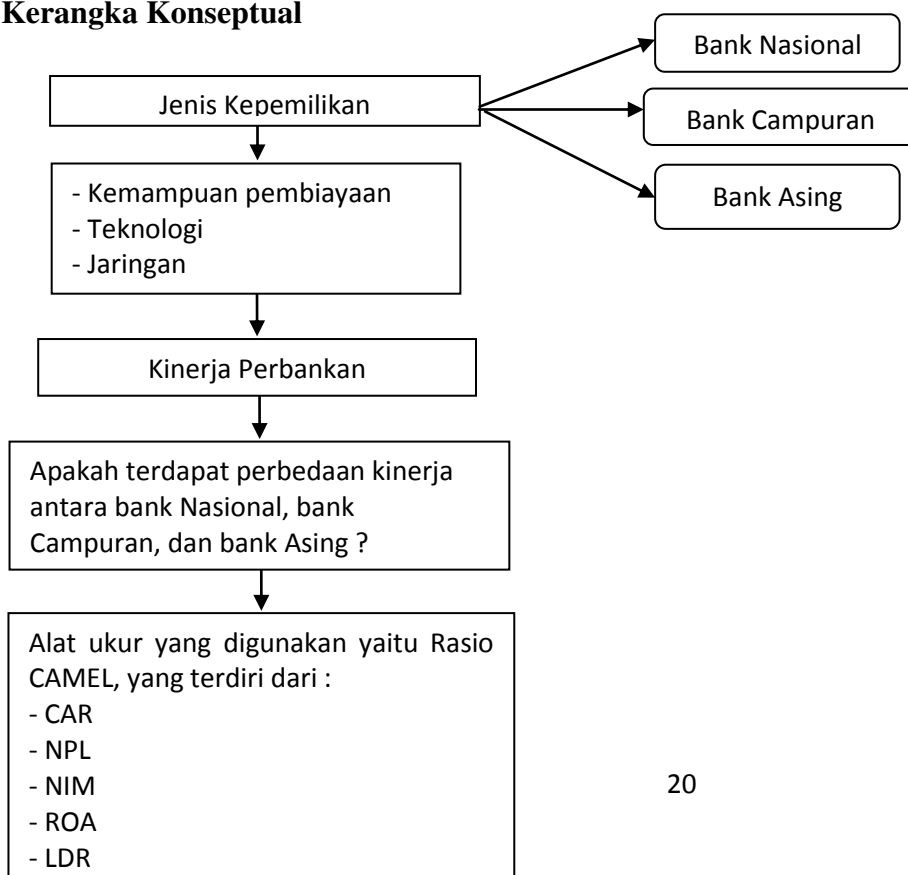 Kerangka Konseptual
Bank Nasional
Jenis Kepemilikan
Bank Campuran
- Kemampuan pembiayaan
- Teknologi
- Jaringan
Bank Asing
Kinerja Perbankan
Apakah terdapat perbedaan kinerja
antara bank Nasional, bank
Campuran, dan bank Asing ?
Alat ukur yang digunakan yaitu Rasio
CAMEL, yang terdiri dari :
- CAR
- NPL
- NIM
- ROA
- LDR
20